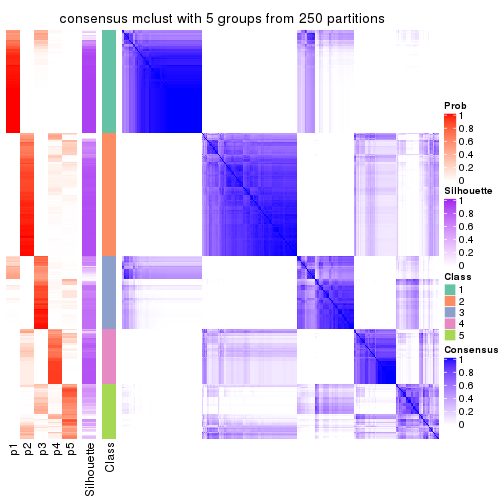 consensus mclust with 5 groups from 250 partitions
Prob
1
0.8
0.6
0.4
0.2
0
Silhouette
1
0.8
0.6
0.4
0.2
0
Class
1
2
3
4
5
Consensus
1
0.8
0.6
0.4
0.2
0
p1
p2
p3
p4
p5
Silhouette
Class